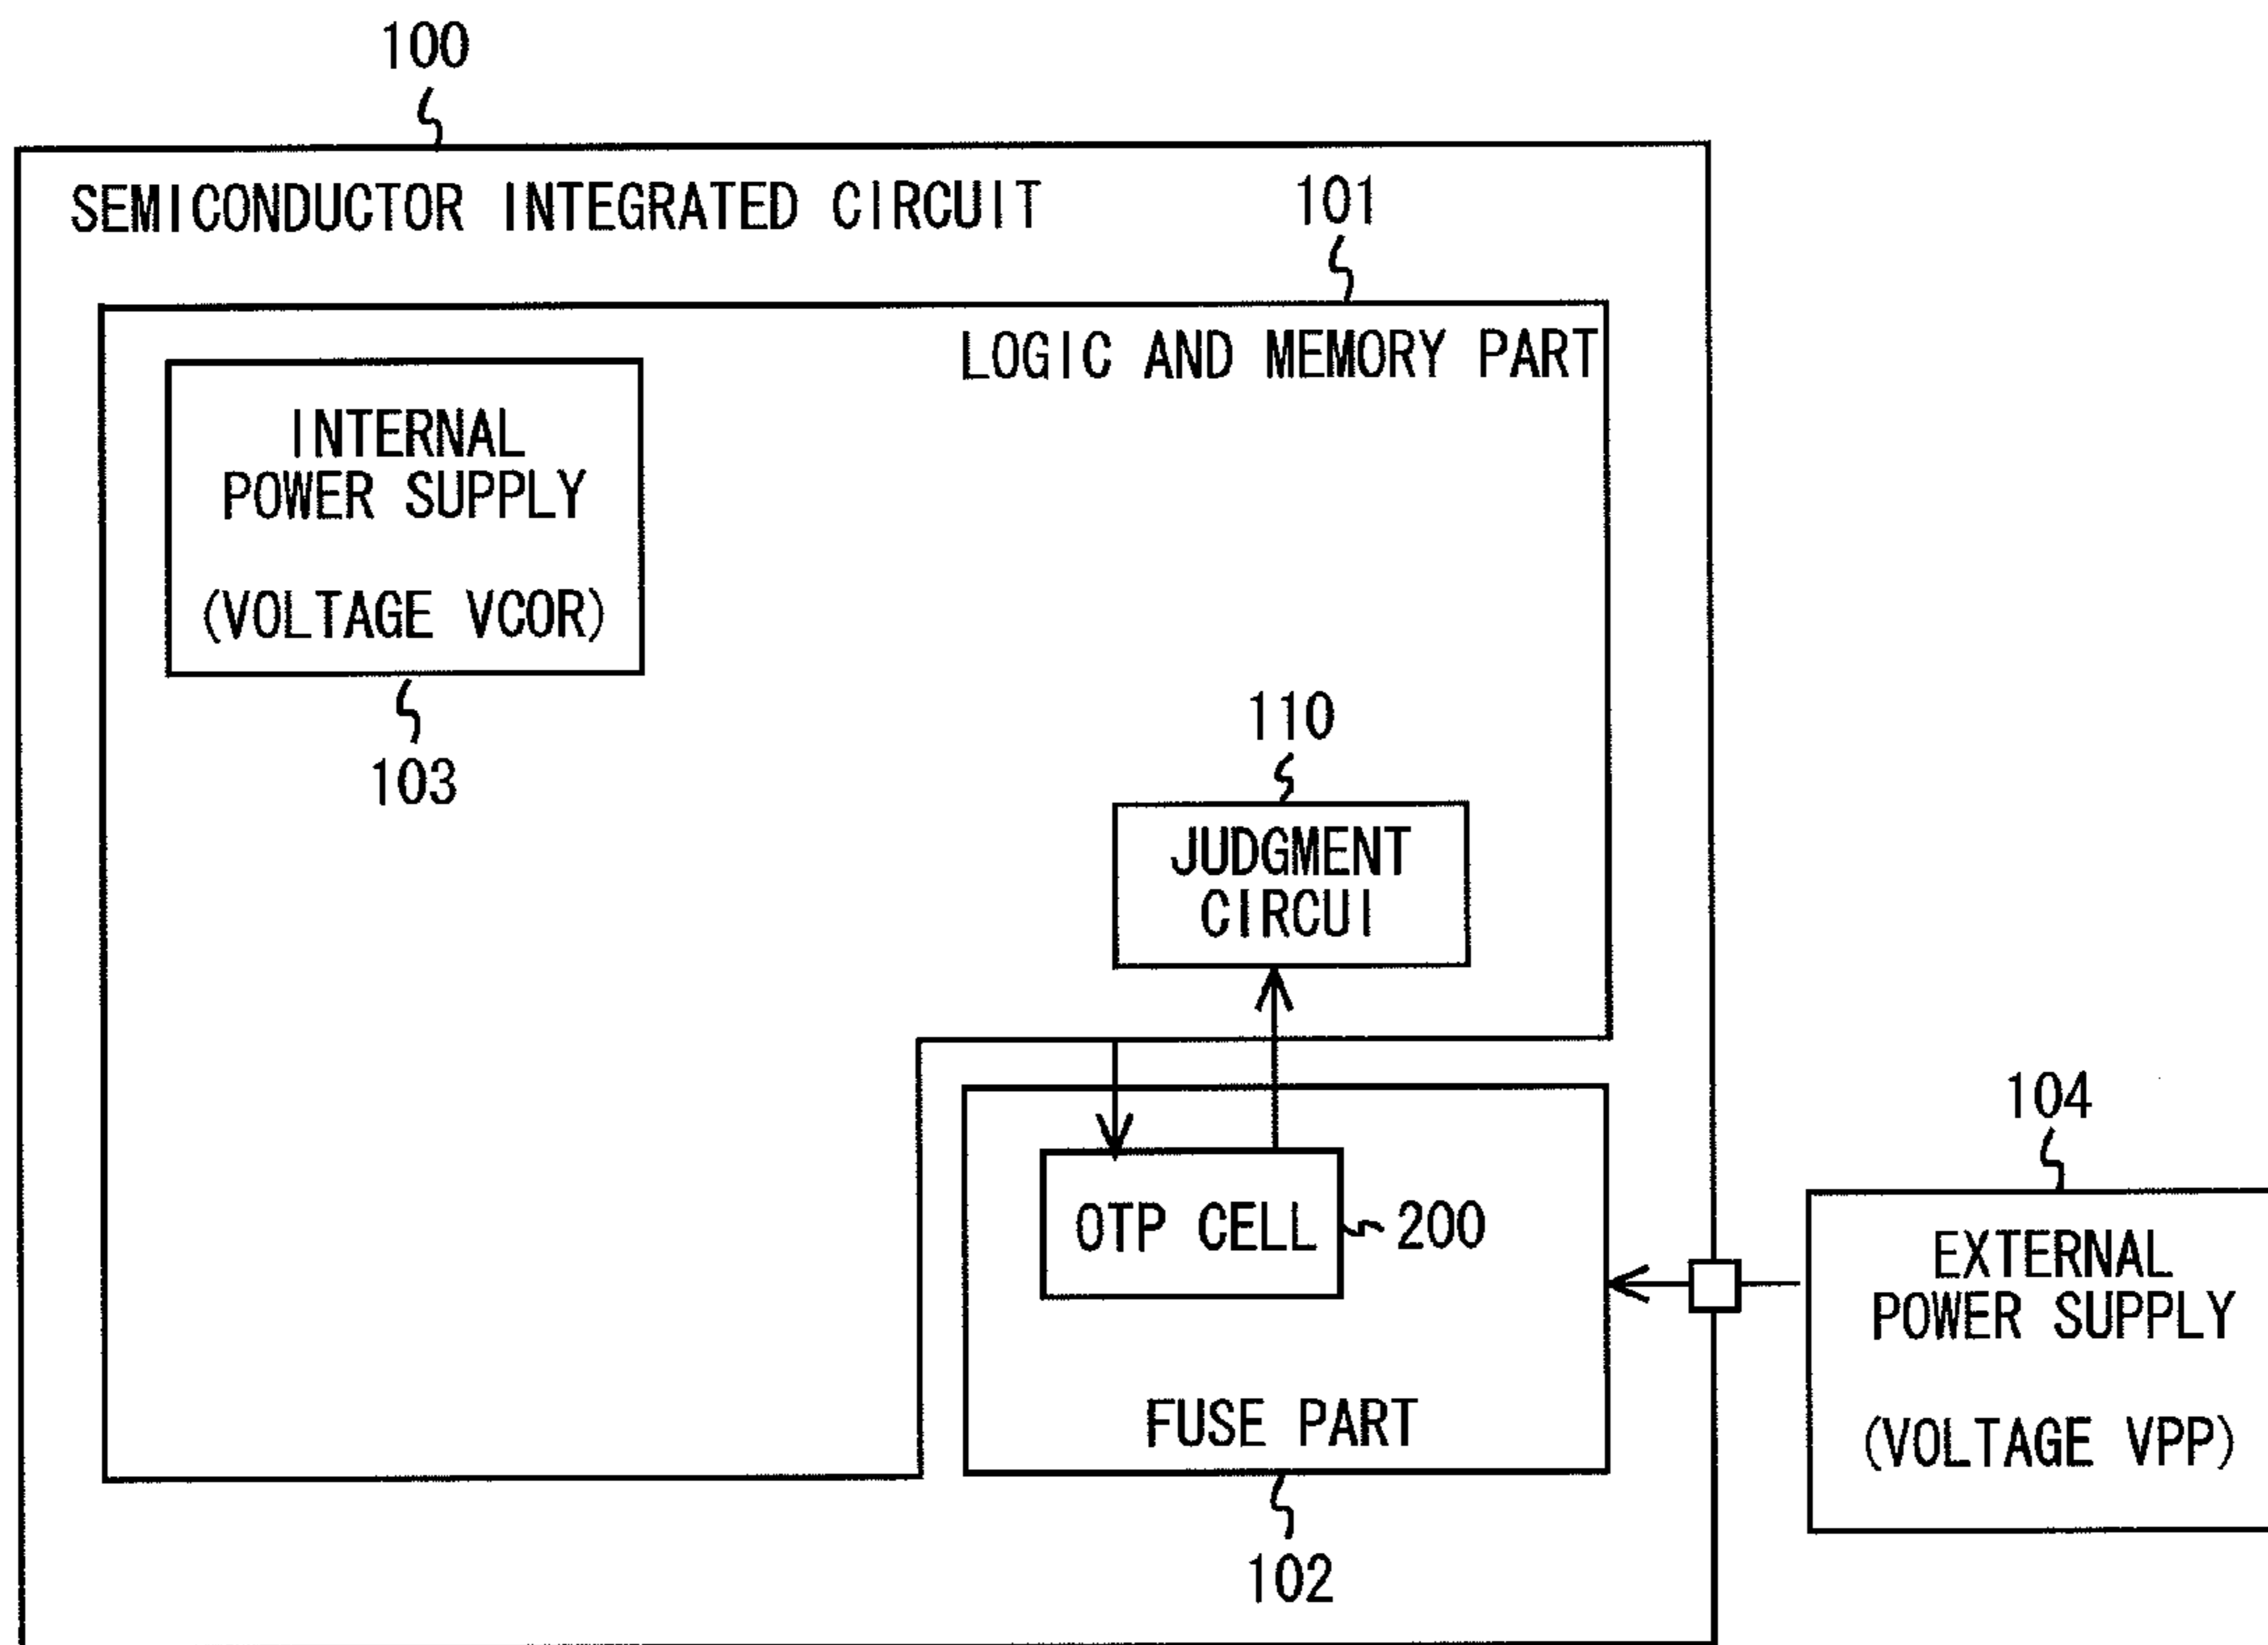 100
SEMICONDUCTOR INTEGRATED CIRCUIT
101
LOGIC AND MEMORY PART
INTERNAL
POWER SUPPLY
(VOLTAGE VCOR)
103
110
JUDGMENT
CIRCUI
104
OTP CELL
200
EXTERNAL
POWER SUPPLY
(VOLTAGE VPP)
FUSE PART
102